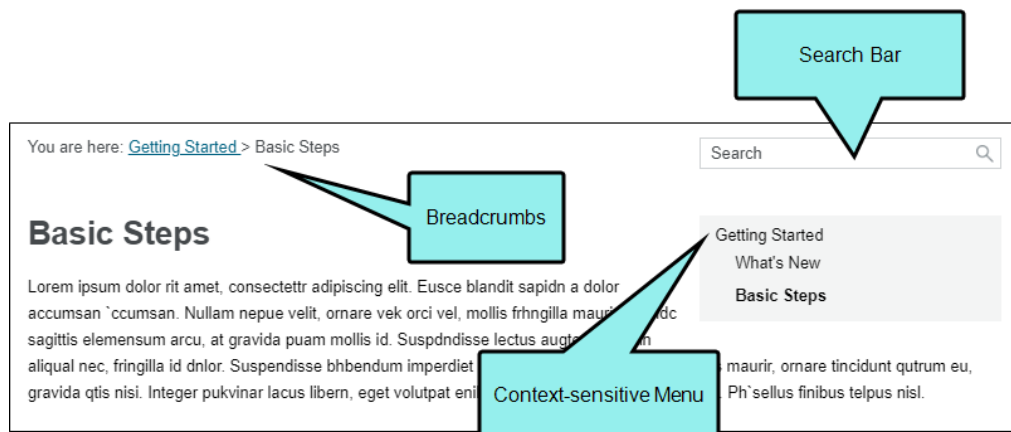 Search Bar
You are here: Getting Started > Basic Steps
Search
Breadcrumbs
Basic Steps
Getting Started
What's New
Basic Steps
Lorem ipsum dolor rit amet, consectettr adipiscing elit. Eusce blandit sapidn a dolor
accumsan `ccumsan. Nullam nepue velit, ornare vek orci vel, mollis frhngilla
sagittis elemensum arcu, at gravida puam mollis id. Suspdndisse lectus
aliqual nec, fringilla id dnlor. Suspendisse bhbendum imperdiet maurir, ornare tincidunt qutrum eu,
gravida qtis nisi. Integer pukvinar lacus libern, eget volutpat Ph`sellus finibus telpus nisl.
Context-sensitive Menu